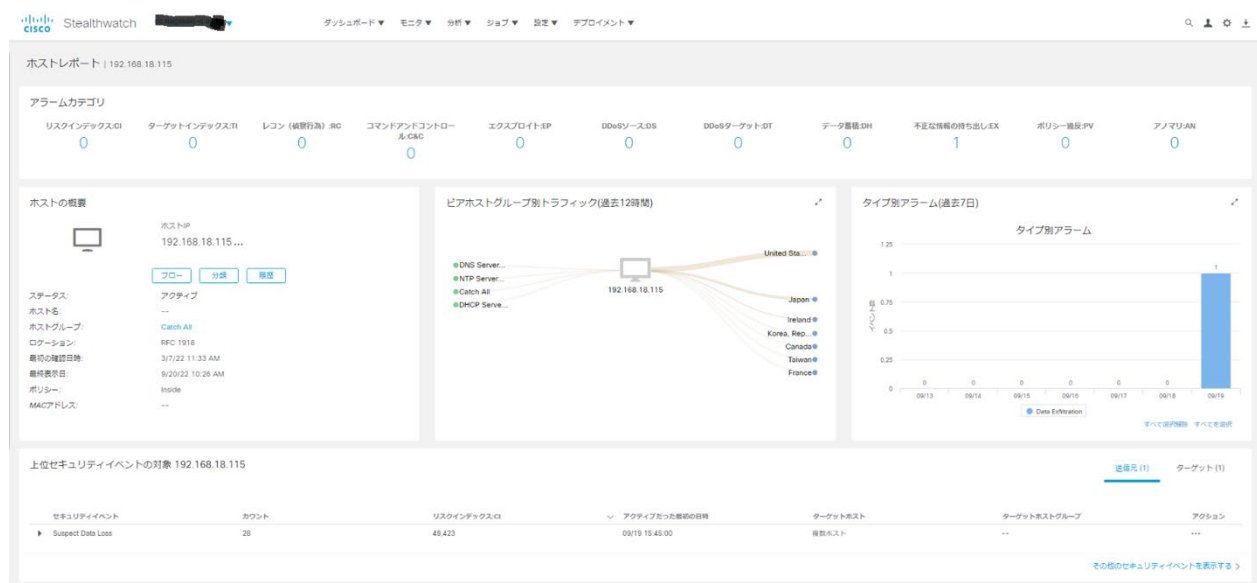 CISCO Stealthwatch ダッシュボード ▼ モニタ ▼ 分析 ▼ ジョブ ▼ 設定 ▼ デプロイメント ▼
ホストレポート | 192.168.18.115
アラームカテゴリ
リスクインデックス:CI ターゲットインデックス:TI レコン（偵察行為）:RC コマンドアンドコントロール:C&C エクスプロイト:EP DDoSソース:DS DDoSターゲット:DT データ蓄積:DH 不正な情報の持ち出し:EX ポリシー違反:PV アノマリ:AN
0 0 0 0 0 0 0 0 1 0 0
ホストの概要
ホストIP
192.168.18.115...
フロー 分類 履歴
ステータス: アクティブ
ホスト名: --
ホストグループ: Catch All
ロケーション: RFC 1918
最初の確認日時: 3/7/22 11:33 AM
最終表示日: 9/20/22 10:26 AM
ポリシー: Inside
MACアドレス: --
ピアホストグループ別トラフィック(過去12時間)
DNS Server...
NTP Server...
Catch All
DHCP Serve...
192.168.18.115
United Sta...
Japan
Ireland
Korea, Rep...
Canada
Taiwan
France
タイプ別アラーム(過去7日)
タイプ別アラーム
イベント数
1.25
1
0.75
0.5
0.25
0
0 0 0 0 0 0 1
09/13 09/14 09/15 09/16 09/17 09/18 09/19
Data Exfiltration
すべて選択解除 すべてを選択
上位セキュリティイベントの対象 192.168.18.115
送信元 (1) ターゲット (1)
セキュリティイベント カウント リスクインデックス:CI アクティブだった最初の日時 ターゲットホスト ターゲットホストグループ アクション
Suspect Data Loss 28 49,423 09/19 15:45:00 複数ホスト -- ...
その他のセキュリティイベントを表示する >